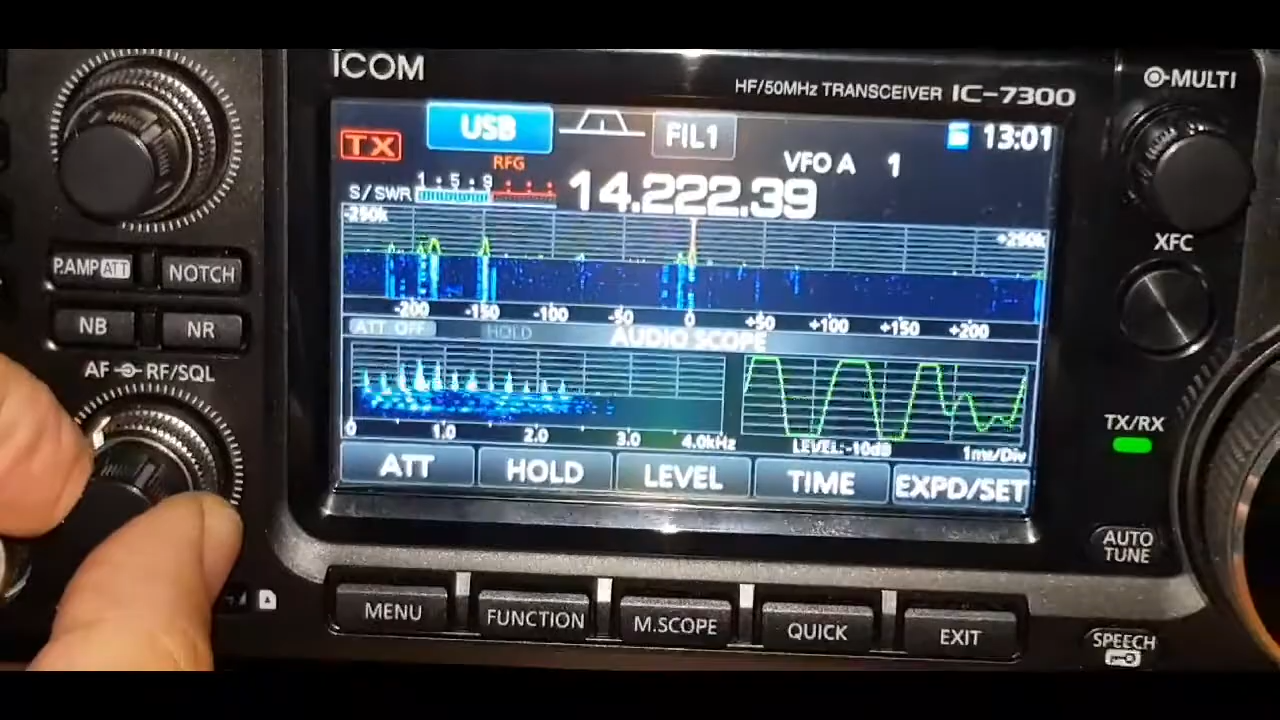 ICOM
HF/50MHz TRANSCEIVER IC-7300
MULTI
TX USB FIL1 13:01
RFG
VFO A 1
1 5 9
S/SWR 14.222.39
-250k +250k
-200 -150 -100 -50 0 +50 +100 +150 +200
ATT OFF HOLD
AUDIO SCOPE
0 1.0 2.0 3.0 4.0kHz LEVEL:-10dB 1ms/Div
ATT HOLD LEVEL TIME EXPD/SET
P.AMP ATT NOTCH
NB NR
AF RF/SQL
XFC
TX/RX
AUTO
TUNE
MENU FUNCTION M.SCOPE QUICK EXIT
SPEECH